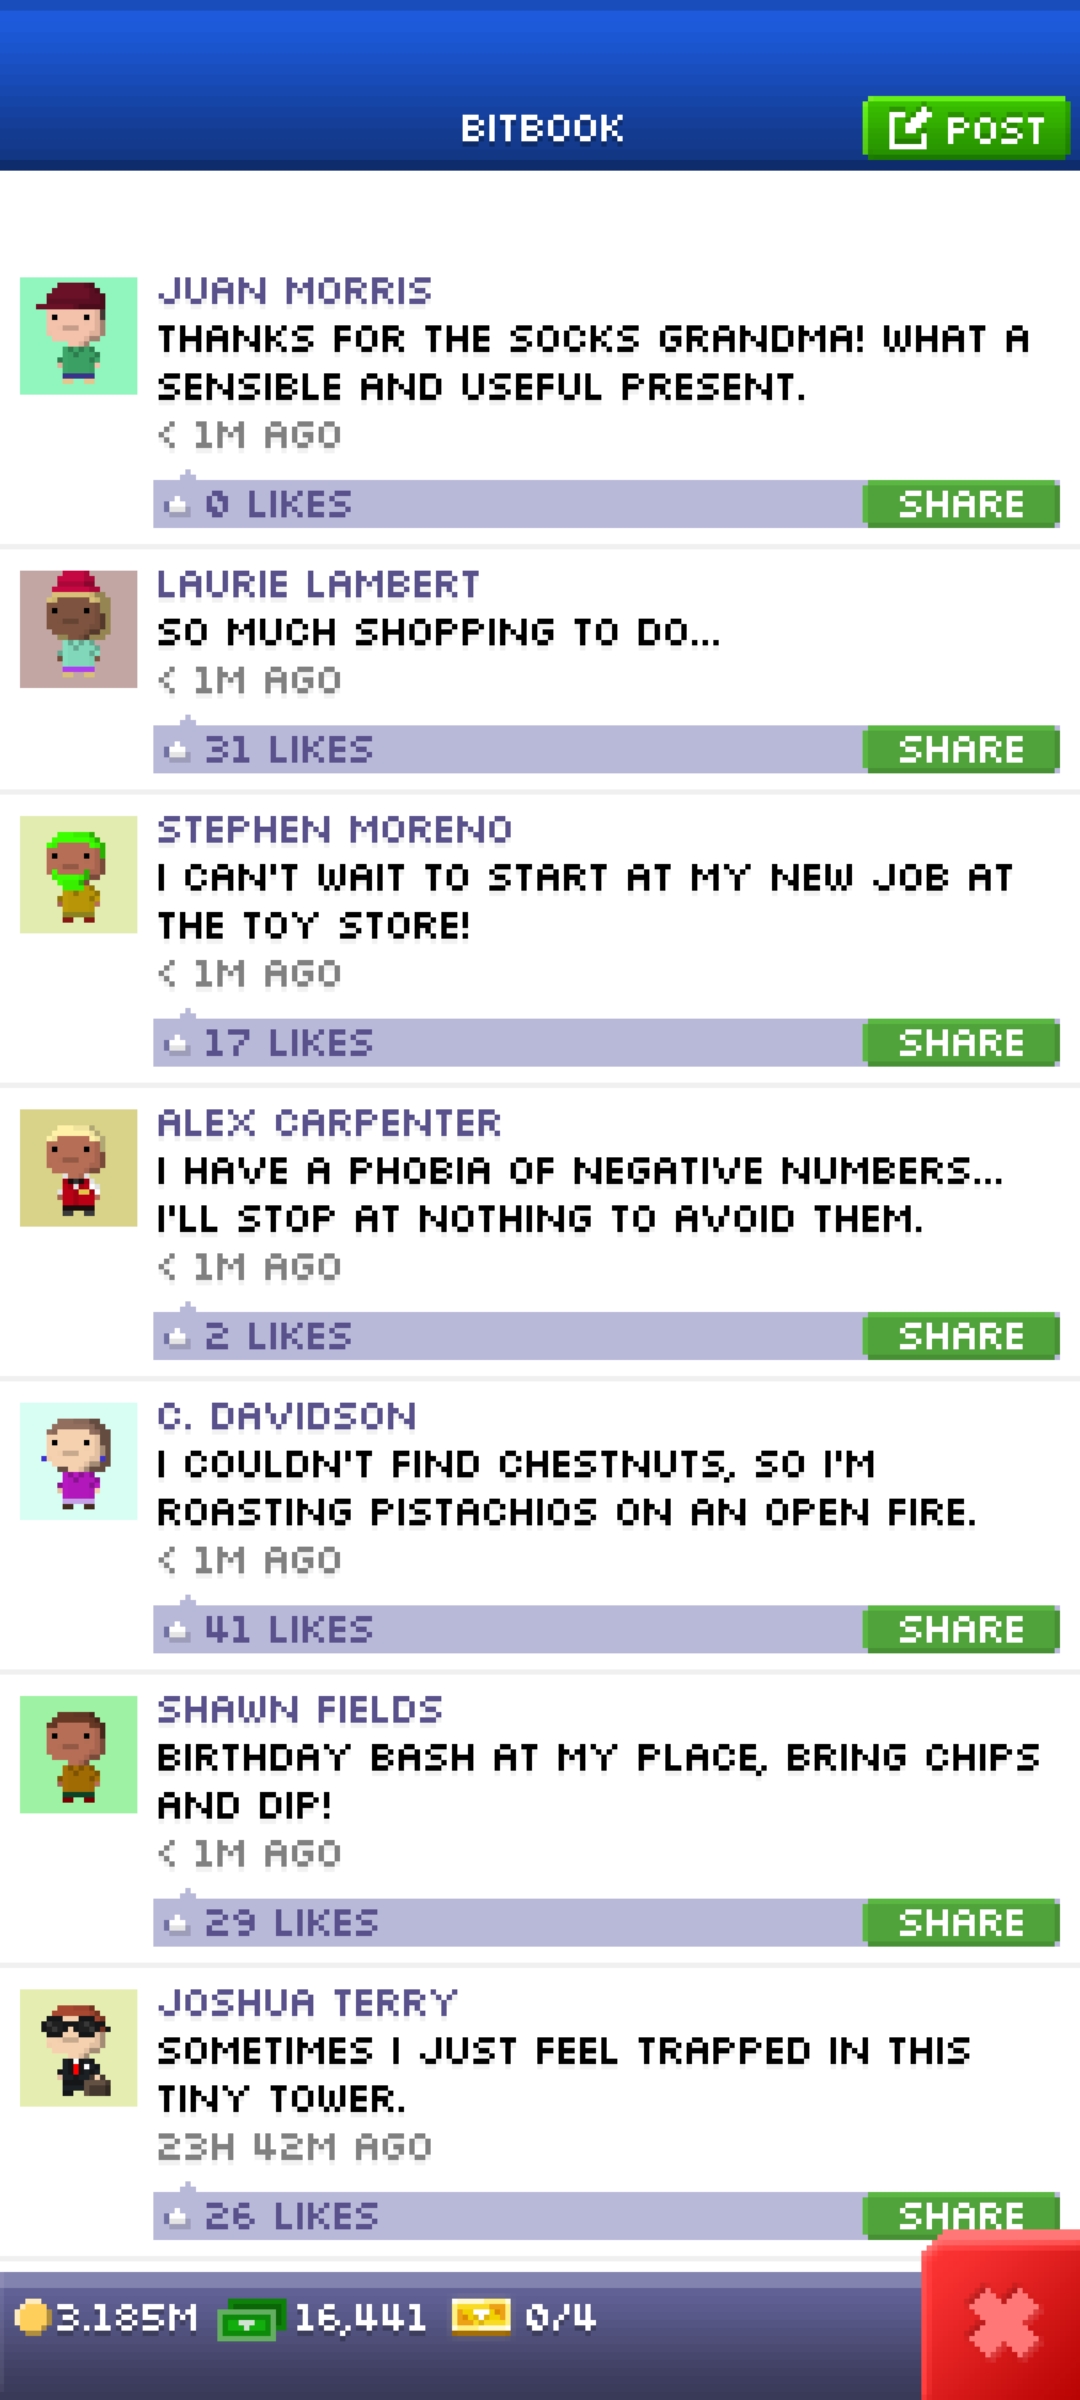 BITBOOK
POST
JUAN MORRIS
THANKS FOR THE SOCKS GRANDMA! WHAT A
SENSIBLE AND USEFUL PRESENT.
< 1M AGO
0 LIKES
SHARE
LAURIE LAMBERT
SO MUCH SHOPPING TO DO...
< 1M AGO
31 LIKES
SHARE
STEPHEN MORENO
I CAN'T WAIT TO START AT MY NEW JOB AT
THE TOY STORE!
< 1M AGO
17 LIKES
SHARE
ALEX CARPENTER
I HAVE A PHOBIA OF NEGATIVE NUMBERS...
I'LL STOP AT NOTHING TO AVOID THEM.
< 1M AGO
2 LIKES
SHARE
C. DAVIDSON
I COULDN'T FIND CHESTNUTS, SO I'M
ROASTING PISTACHIOS ON AN OPEN FIRE.
< 1M AGO
41 LIKES
SHARE
SHAWN FIELDS
BIRTHDAY BASH AT MY PLACE, BRING CHIPS
AND DIP!
< 1M AGO
29 LIKES
SHARE
JOSHUA TERRY
SOMETIMES I JUST FEEL TRAPPED IN THIS
TINY TOWER.
23H 42M AGO
26 LIKES
SHARE
3.185M
16,441
0/4